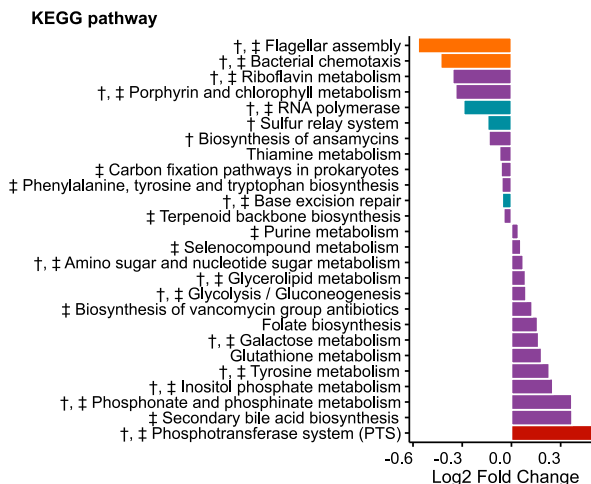 KEGG pathway
†, ‡ Flagellar assembly
†, ‡ Bacterial chemotaxis
†, ‡ Riboflavin metabolism
†, ‡ Porphyrin and chlorophyll metabolism
†, ‡ RNA polymerase
† Sulfur relay system
† Biosynthesis of ansamycins
Thiamine metabolism
‡ Carbon fixation pathways in prokaryotes
‡ Phenylalanine, tyrosine and tryptophan biosynthesis
†, ‡ Base excision repair
‡ Terpenoid backbone biosynthesis
‡ Purine metabolism
‡ Selenocompound metabolism
†, ‡ Amino sugar and nucleotide sugar metabolism
†, ‡ Glycerolipid metabolism
†, ‡ Glycolysis / Gluconeogenesis
‡ Biosynthesis of vancomycin group antibiotics
Folate biosynthesis
†, ‡ Galactose metabolism
Glutathione metabolism
†, ‡ Tyrosine metabolism
†, ‡ Inositol phosphate metabolism
†, ‡ Phosphonate and phosphinate metabolism
‡ Secondary bile acid biosynthesis
†, ‡ Phosphotransferase system (PTS)
-0.6 -0.3 0.0 0.3
Log2 Fold Change